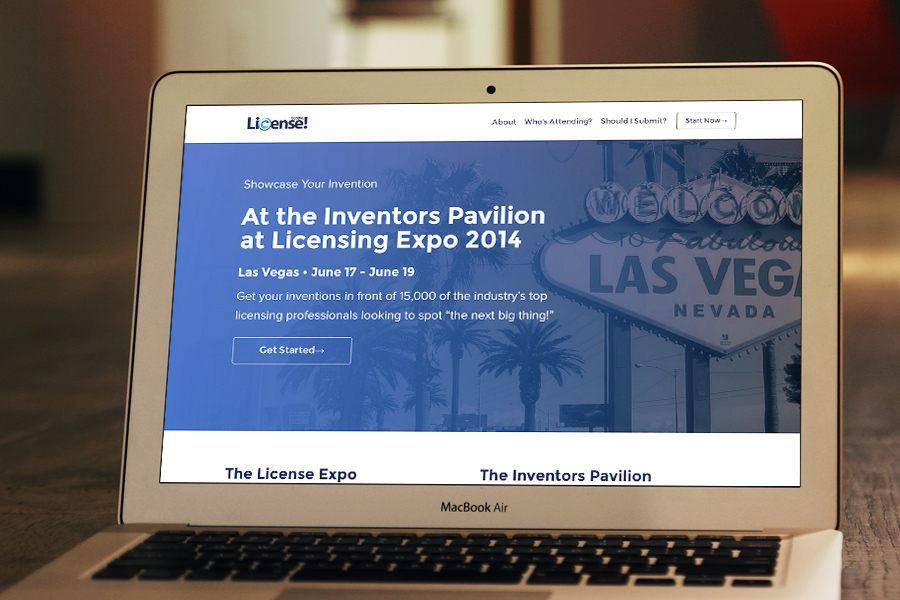 License!
About Who's Attending? Should I Submit? Start Now→
Showcase Your Invention
At the Inventors Pavilion
at Licensing Expo 2014
Las Vegas • June 17 - June 19
Get your inventions in front of 15,000 of the industry's top
licensing professionals looking to spot “the next big thing!”
Get Started→
WELCOM
TO Fabulous
LAS VEGA
NEVADA
The License Expo
The Inventors Pavilion
MacBook Air